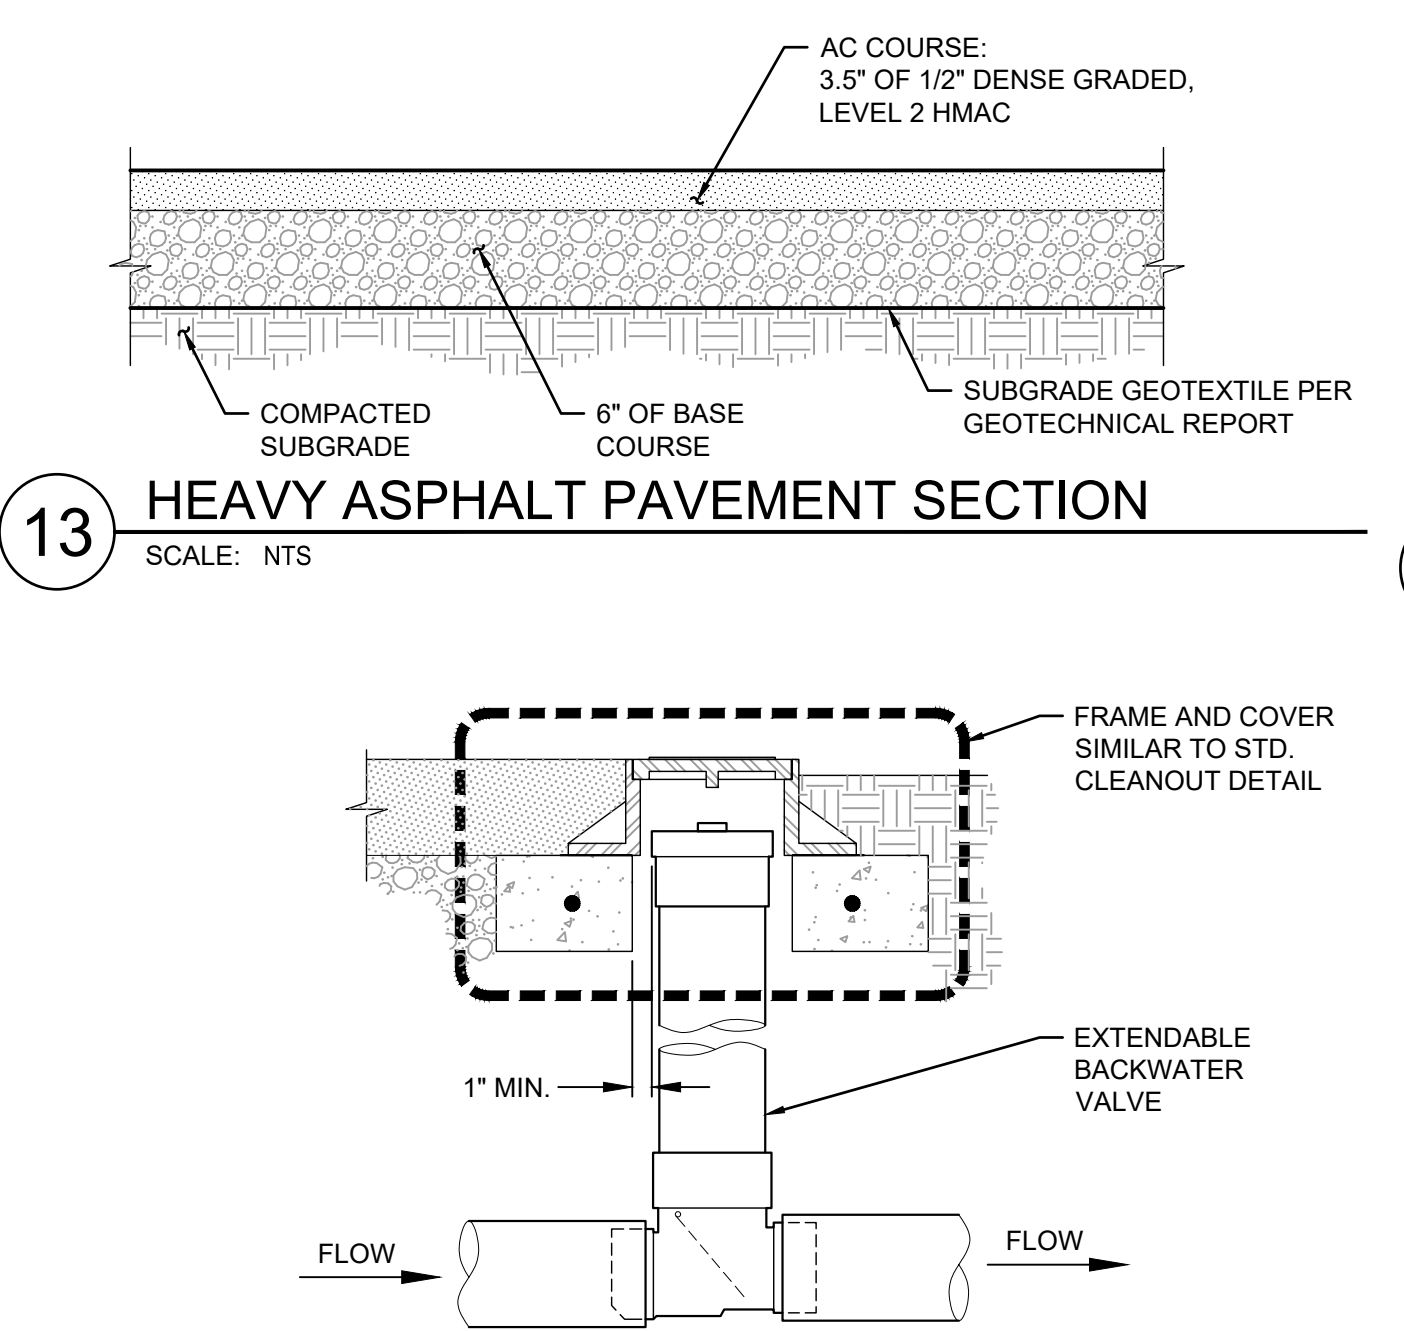 AC COURSE:
3.5" OF 1/2" DENSE GRADED,
LEVEL 2 HMAC
COMPACTED
SUBGRADE
6" OF BASE
COURSE
SUBGRADE GEOTEXTILE PER
GEOTECHNICAL REPORT
13
HEAVY ASPHALT PAVEMENT SECTION
SCALE: NTS
FRAME AND COVER
SIMILAR TO STD.
CLEANOUT DETAIL
1" MIN.
EXTENDABLE
BACKWATER
VALVE
FLOW
FLOW